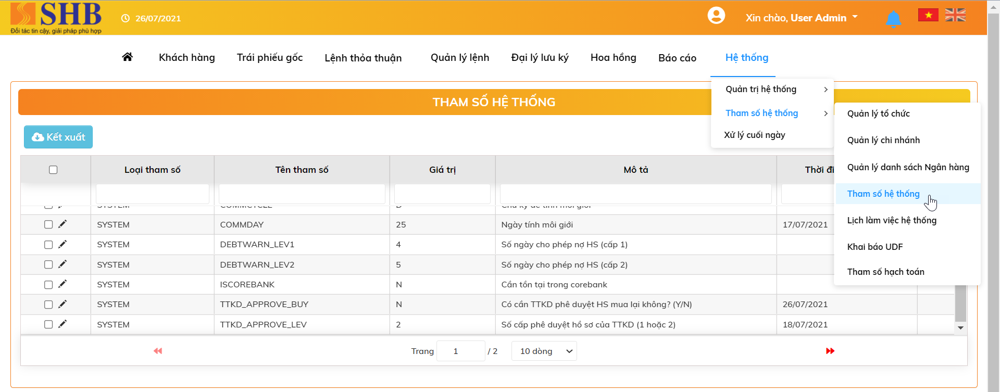 SHB
Đối tác tin cậy, giải pháp phù hợp
26/07/2021
Xin chào, User Admin
Khách hàng
Trái phiếu gốc
Lệnh thỏa thuận
Quản lý lệnh
Đại lý lưu ký
Hoa hồng
Báo cáo
Hệ thống
Quản trị hệ thống
Tham số hệ thống
Xử lý cuối ngày
Quản lý tổ chức
Quản lý chi nhánh
Quản lý danh sách Ngân hàng
Tham số hệ thống
Lịch làm việc hệ thống
Khai báo UDF
Tham số hạch toán
THAM SỐ HỆ THỐNG
Kết xuất
Loại tham số Tên tham số Giá trị Mô tả Thời đi
SYSTEM COMMCYCLE D Chu kỳ để tính môi giới
SYSTEM COMMDAY 25 Ngày tính môi giới 17/07/2021
SYSTEM DEBTWARN_LEV1 4 Số ngày cho phép nợ HS (cấp 1)
SYSTEM DEBTWARN_LEV2 5 Số ngày cho phép nợ HS (cấp 2)
SYSTEM ISCOREBANK N Cần tồn tại trong corebank
SYSTEM TTKD_APPROVE_BUY N Có cần TTKD phê duyệt HS mua lại không? (Y/N) 26/07/2021
SYSTEM TTKD_APPROVE_LEV 2 Số cấp phê duyệt hồ sơ của TTKD (1 hoặc 2) 18/07/2021
Trang 1 / 2 10 dòng